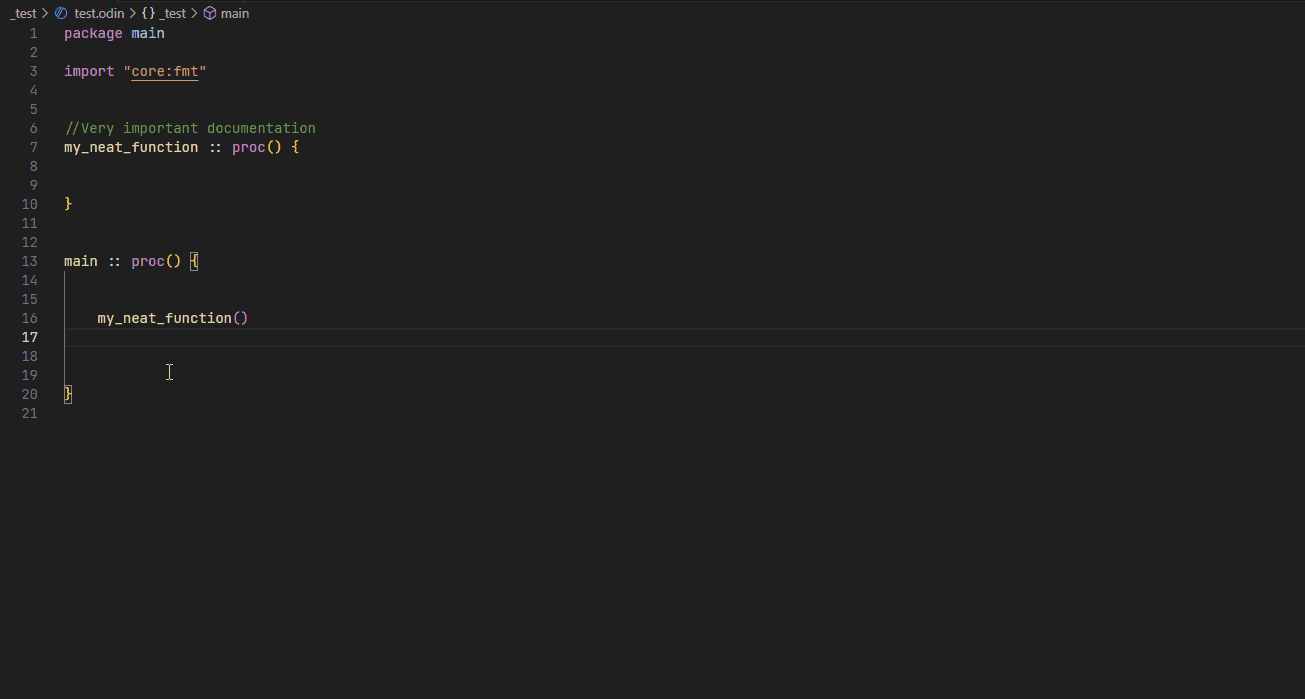 _test > test.odin > {} _test > main
1 package main
2
3 import "core:fmt"
4
5
6 //Very important documentation
7 my_neat_function :: proc() {
8
9
10 }
11
12
13 main :: proc() {
14
15
16     my_neat_function()
17
18
19
20 }
21